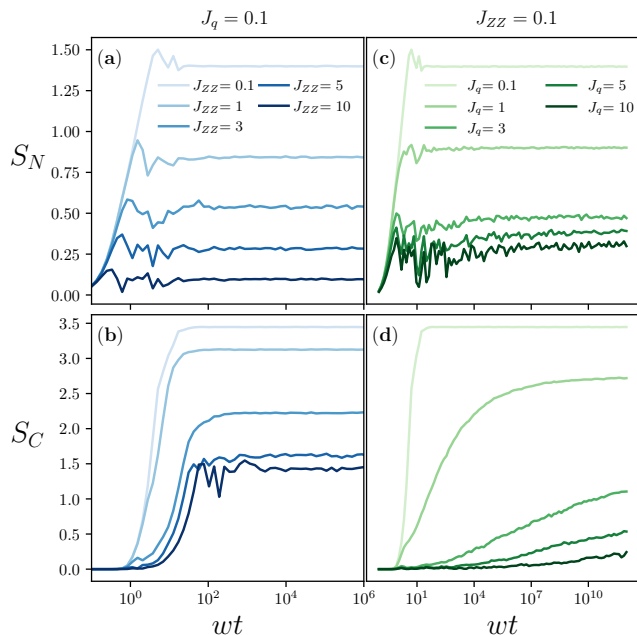 J_q = 0.1
J_ZZ = 0.1
(a)
S_N
1.50
1.25
1.00
0.75
0.50
0.25
0.00
J_ZZ = 0.1
J_ZZ = 1
J_ZZ = 3
J_ZZ = 5
J_ZZ = 10
(c)
J_q = 0.1
J_q = 1
J_q = 3
J_q = 5
J_q = 10
(b)
S_C
3.5
3.0
2.5
2.0
1.5
1.0
0.5
0.0
10^0
10^2
10^4
10^6
wt
(d)
10^1
10^4
10^7
10^10
wt